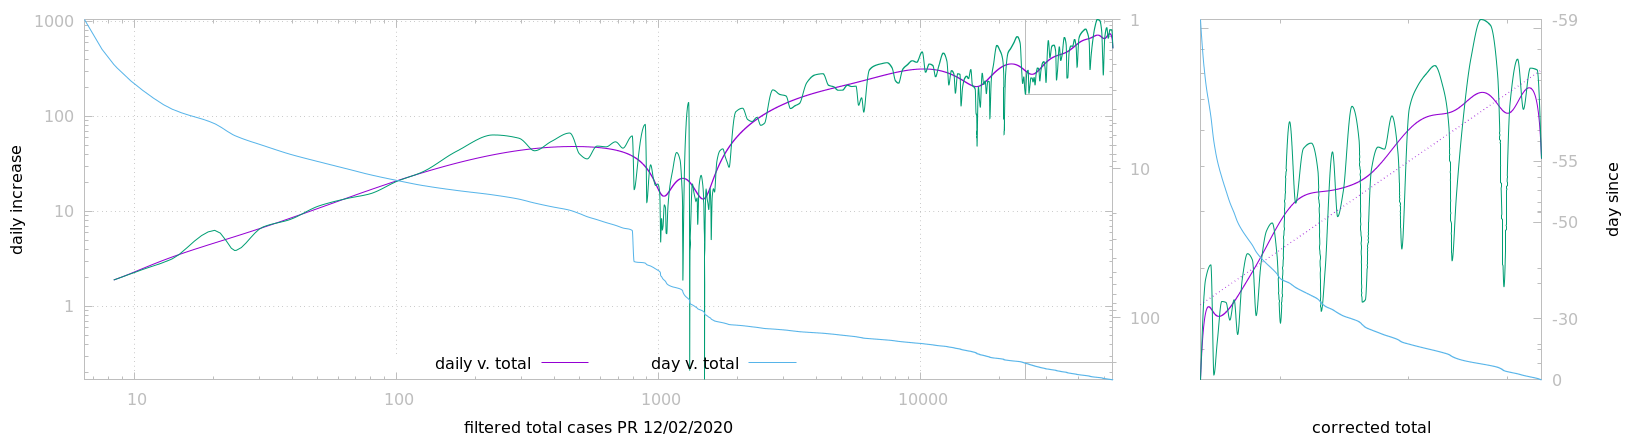 1000
100
10
1
daily increase
10
100
1000
10000
filtered total cases PR 12/02/2020
daily v. total
day v. total
1
10
100
-59
-55
-50
-30
0
day since
corrected total